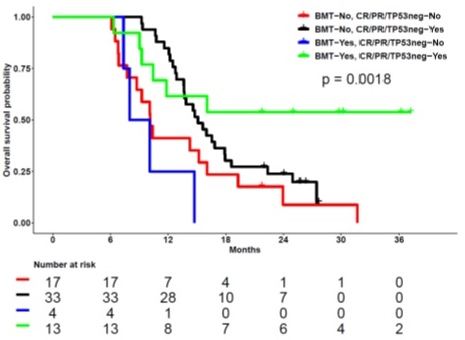 BMT-No, CR/PR/TP53neg-No
BMT-No, CR/PR/TP53neg-Yes
BMT-Yes, CR/PR/TP53neg-No
BMT-Yes, CR/PR/TP53neg-Yes
p = 0.0018
Overall survival probability
1.00
0.75
0.50
0.25
0.00
0 6 12 18 24 30 36
Months
Number at risk
17 17 7 4 1 1 0
33 33 28 10 7 0 0
4 4 1 0 0 0 0
13 13 8 7 6 4 2